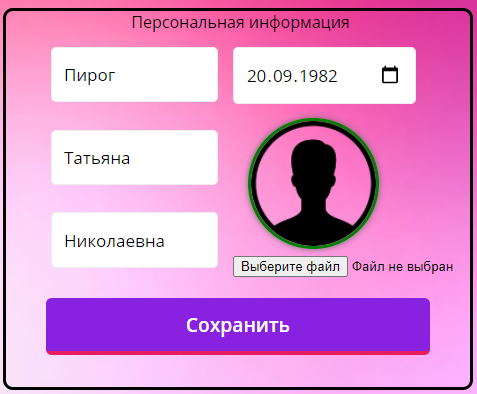 Персональная информация
Пирог
20.09.1982
Татьяна
Николаевна
Выберите файл Файл не выбран
Сохранить